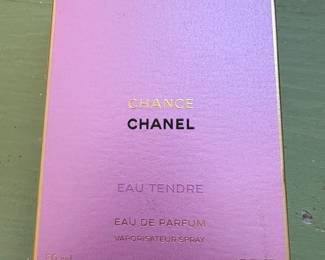 CHANCE
CHANEL
EAU TENDRE
EAU DE PARFUM
VAPORISATEUR SPRAY